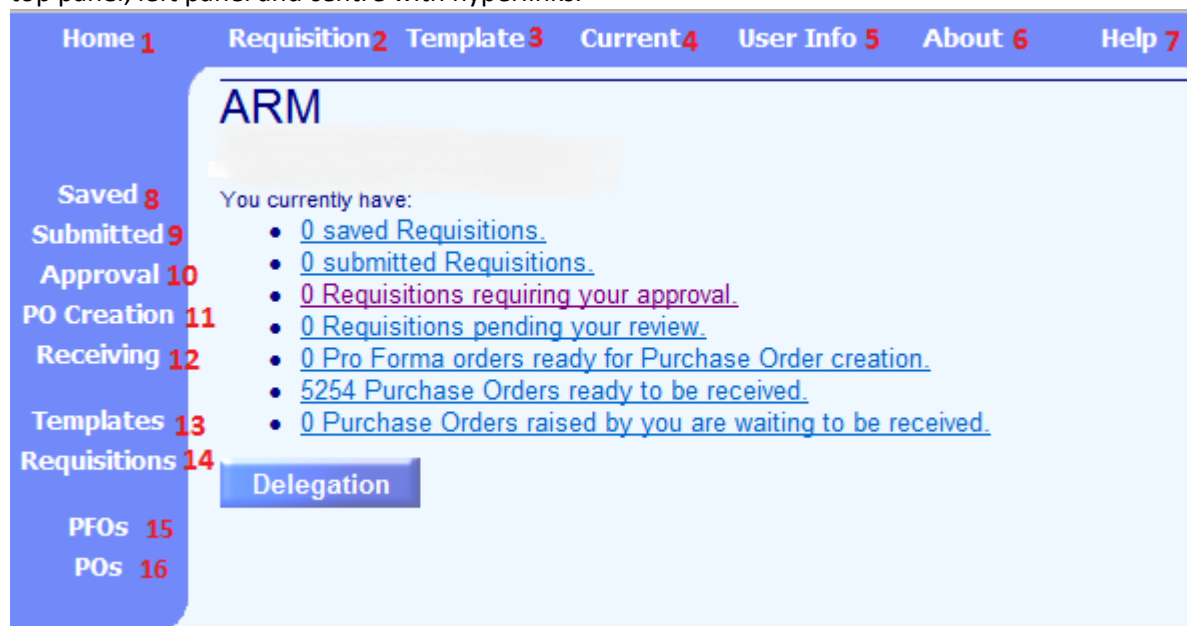 top panel, left panel and centre with hyperlinks.
Home 1 Requisition 2 Template 3 Current 4 User Info 5 About 6 Help 7
ARM
Saved 8
You currently have:
0 saved Requisitions.
Submitted 9
0 submitted Requisitions.
Approval 10
0 Requisitions requiring your approval.
PO Creation 11
0 Requisitions pending your review.
Receiving 12
0 Pro Forma orders ready for Purchase Order creation.
5254 Purchase Orders ready to be received.
Templates 13
0 Purchase Orders raised by you are waiting to be received.
Requisitions 14
Delegation
PFOs 15
POs 16